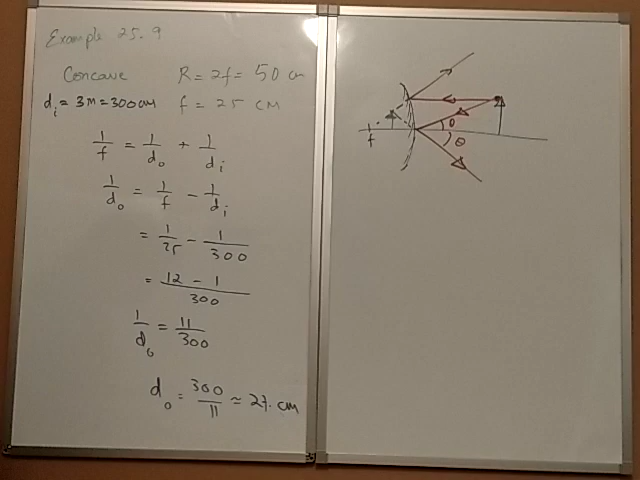 Example 25.9
Concave R = 2f = 50 cm
di = 3M = 300cm f = 25 cm
1/f = 1/do + 1/di
1/do = 1/f - 1/di
= 1/25 - 1/300
= 12 - 1/300
1/do = 11/300
do = 300/11 ≈ 27. cm
f θ θ